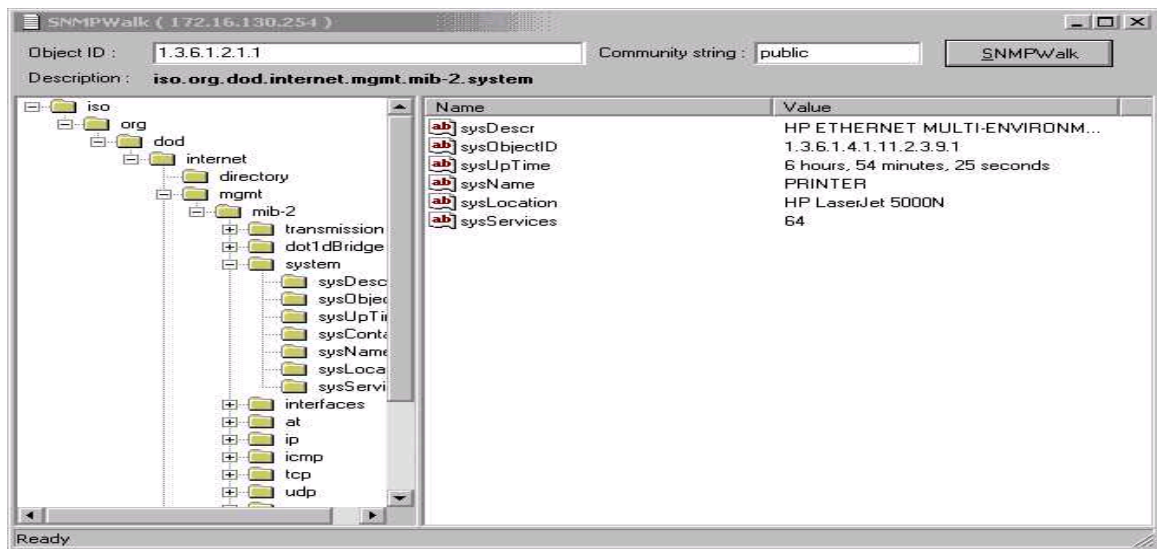 SNMPWalk ( 172.16.130.254 )
Object ID : 1.3.6.1.2.1.1 Community string : public SNMPWalk
Description : iso.org.dod.internet.mgmt.mib-2.system
iso
org
dod
internet
directory
mgmt
mib-2
transmission
dot1dBridge
system
sysDesc
sysObjec
sysUpTi
sysConta
sysName
sysLoca
sysServi
interfaces
at
ip
icmp
tcp
udp
Name Value
sysDescr HP ETHERNET MULTI-ENVIRONM...
sysObjectID 1.3.6.1.4.1.11.2.3.9.1
sysUpTime 6 hours, 54 minutes, 25 seconds
sysName PRINTER
sysLocation HP LaserJet 5000N
sysServices 64
Ready